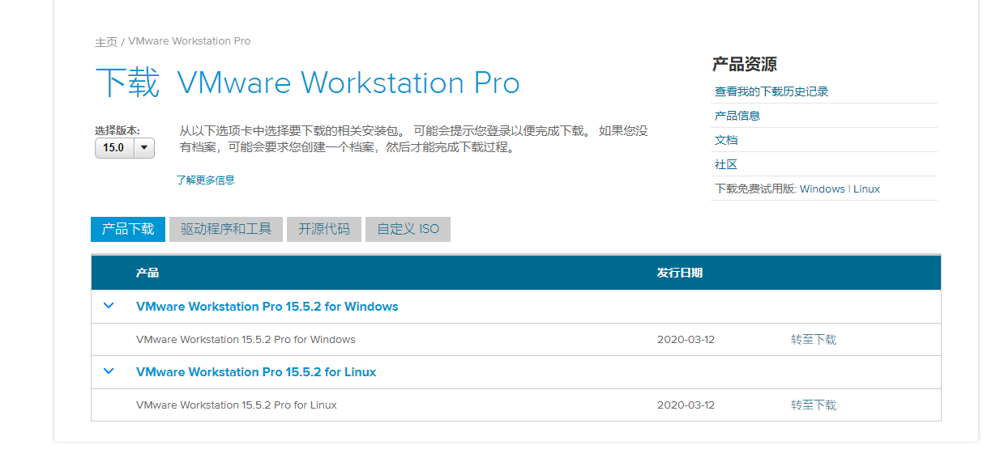 主页 / VMware Workstation Pro
下载 VMware Workstation Pro
选择版本:
15.0
从以下选项卡中选择要下载的相关安装包。 可能会提示您登录以便完成下载。 如果您没
有档案，可能会要求您创建一个档案，然后才能完成下载过程。
了解更多信息
产品资源
查看我的下载历史记录
产品信息
文档
社区
下载免费试用版: Windows | Linux
产品下载 驱动程序和工具 开源代码 自定义 ISO
产品 发行日期
VMware Workstation Pro 15.5.2 for Windows
VMware Workstation 15.5.2 Pro for Windows 2020-03-12 转至下载
VMware Workstation Pro 15.5.2 for Linux
VMware Workstation 15.5.2 Pro for Linux 2020-03-12 转至下载